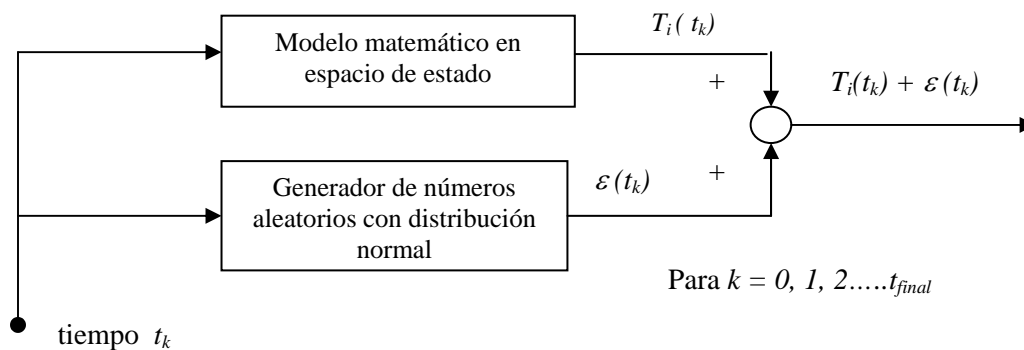 Modelo matemático en
espacio de estado
T_i ( t_k)
+
T_i(t_k) + ε(t_k)
Generador de números
aleatorios con distribución
normal
ε(t_k)
+
Para k = 0, 1, 2…..t_final
tiempo t_k